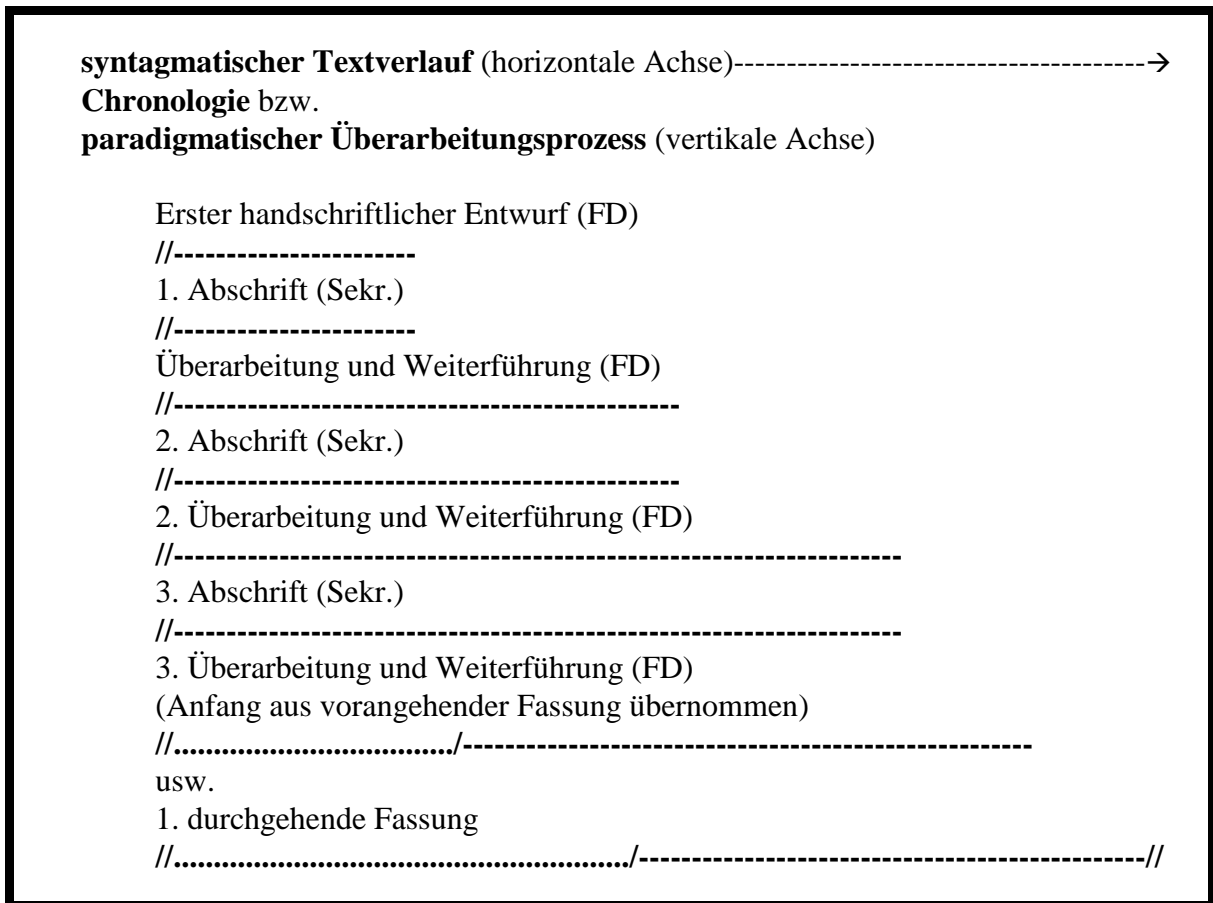 syntagmatischer Textverlauf (horizontale Achse)---------------------------------------→
Chronologie bzw.
paradigmatischer Überarbeitungsprozess (vertikale Achse)
Erster handschriftlicher Entwurf (FD)
//-----------------------
1. Abschrift (Sekr.)
//-----------------------
Überarbeitung und Weiterführung (FD)
//------------------------------------------------
2. Abschrift (Sekr.)
//------------------------------------------------
2. Überarbeitung und Weiterführung (FD)
//---------------------------------------------------------------------
3. Abschrift (Sekr.)
//---------------------------------------------------------------------
3. Überarbeitung und Weiterführung (FD)
(Anfang aus vorangehender Fassung übernommen)
//..................................../------------------------------------------------------
usw.
1. durchgehende Fassung
//........................................................../------------------------------------------------//